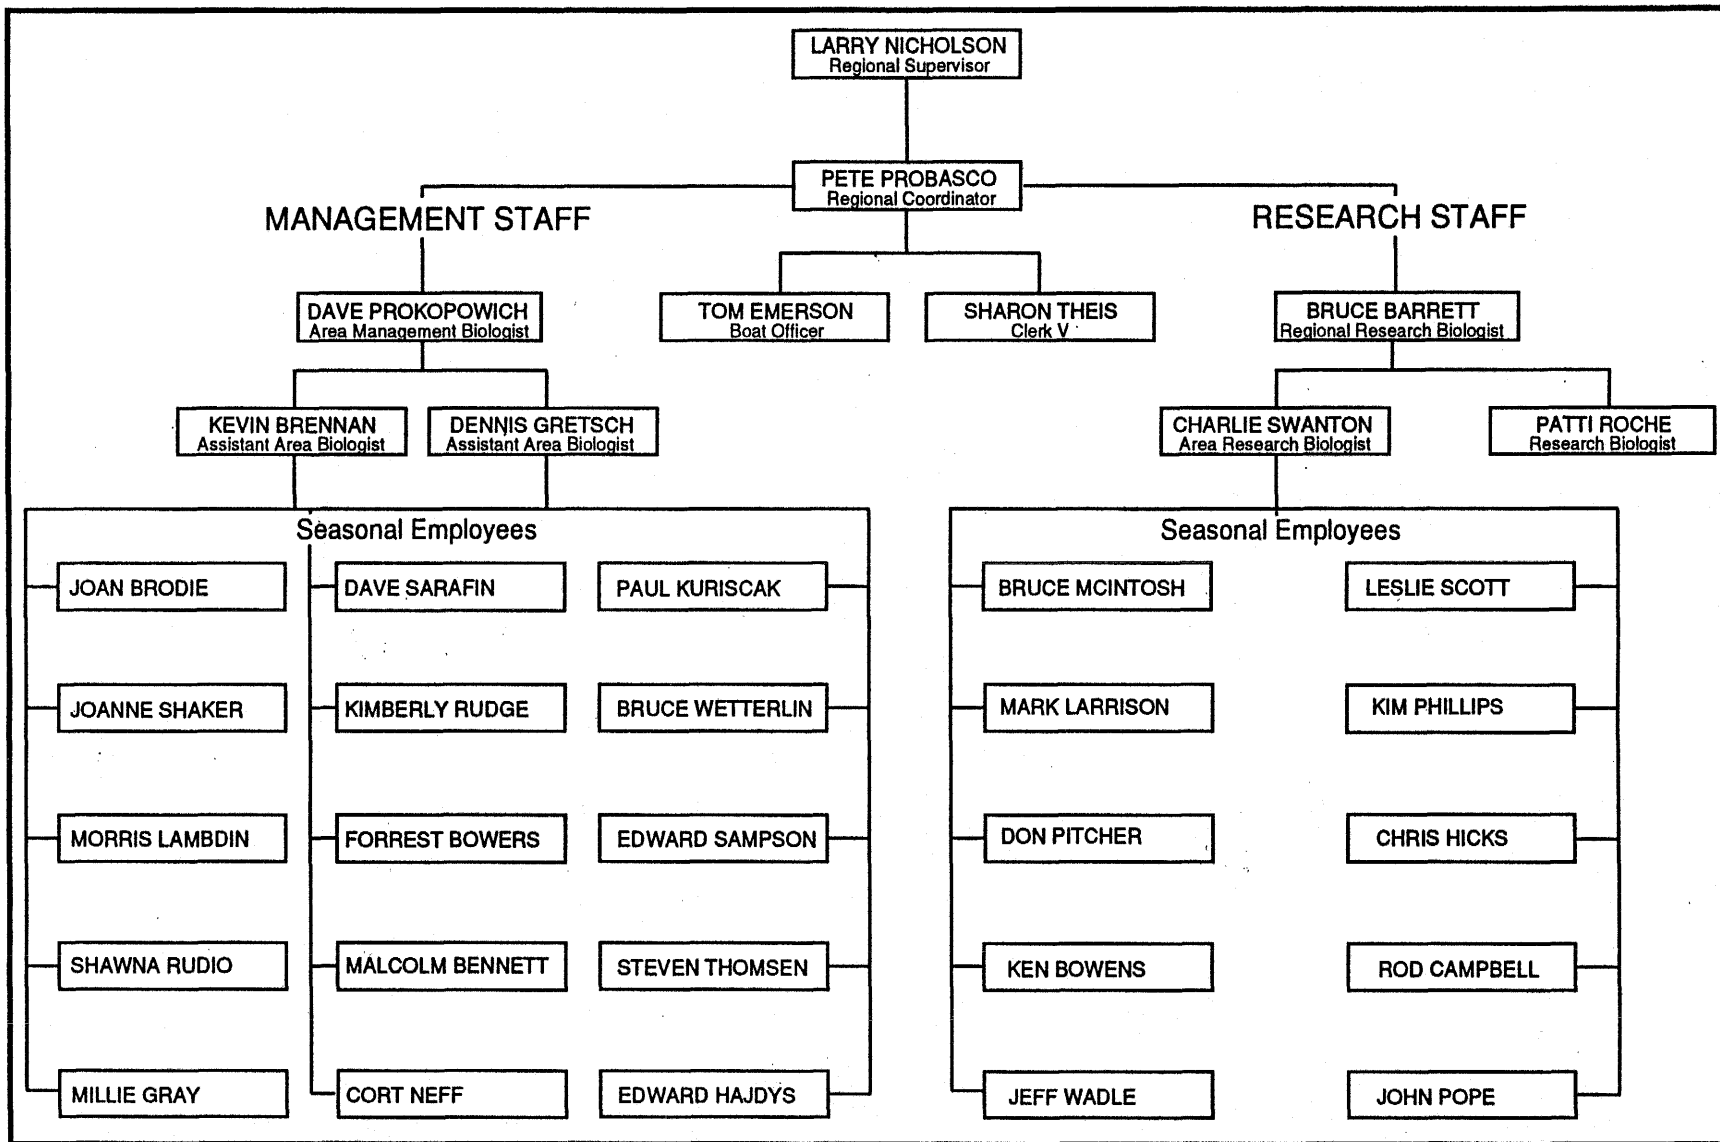 LARRY NICHOLSON
Regional Supervisor
PETE PROBASCO
Regional Coordinator
MANAGEMENT STAFF
RESEARCH STAFF
DAVE PROKOPOWICH
Area Management Biologist
TOM EMERSON
Boat Officer
SHARON THEIS
Clerk V
BRUCE BARRETT
Regional Research Biologist
KEVIN BRENNAN
Assistant Area Biologist
DENNIS GRETSCH
Assistant Area Biologist
CHARLIE SWANTON
Area Research Biologist
PATTI ROCHE
Research Biologist
Seasonal Employees
JOAN BRODIE
DAVE SARAFIN
PAUL KURISCAK
JOANNE SHAKER
KIMBERLY RUDGE
BRUCE WETTERLIN
MORRIS LAMBDIN
FORREST BOWERS
EDWARD SAMPSON
SHAWNA RUDIO
MALCOLM BENNETT
STEVEN THOMSEN
MILLIE GRAY
CORT NEFF
EDWARD HAJDYS
Seasonal Employees
BRUCE MCINTOSH
LESLIE SCOTT
MARK LARRISON
KIM PHILLIPS
DON PITCHER
CHRIS HICKS
KEN BOWENS
ROD CAMPBELL
JEFF WADLE
JOHN POPE